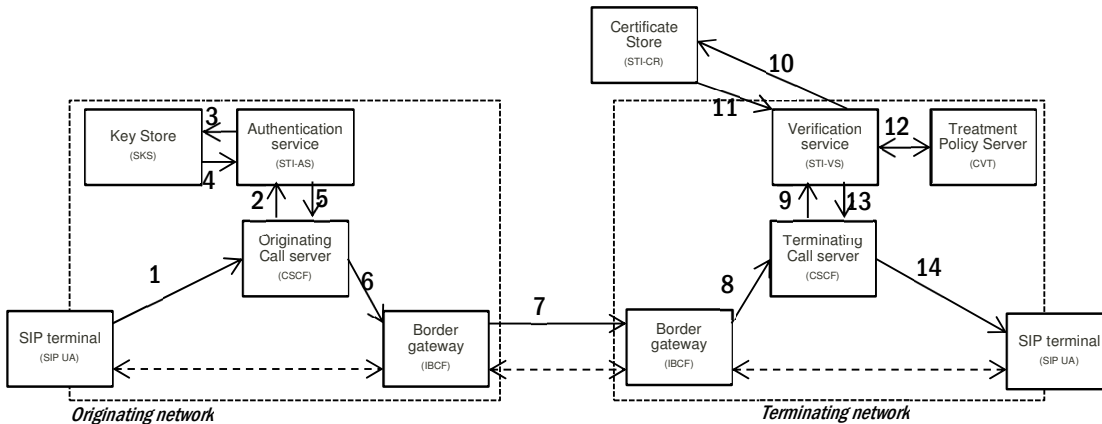 Certificate
Store
(STI-CR)
10
11
3
Key Store
(SKS)
4
Authentication
service
(STI-AS)
Verification
service
(STI-VS)
12
Treatment
Policy Server
(CVT)
2
5
9
13
Originating
Call server
(CSCF)
Terminating
Call server
(CSCF)
1
6
7
8
14
SIP terminal
(SIP UA)
Border
gateway
(IBCF)
Border
gateway
(IBCF)
SIP terminal
(SIP UA)
Originating network
Terminating network